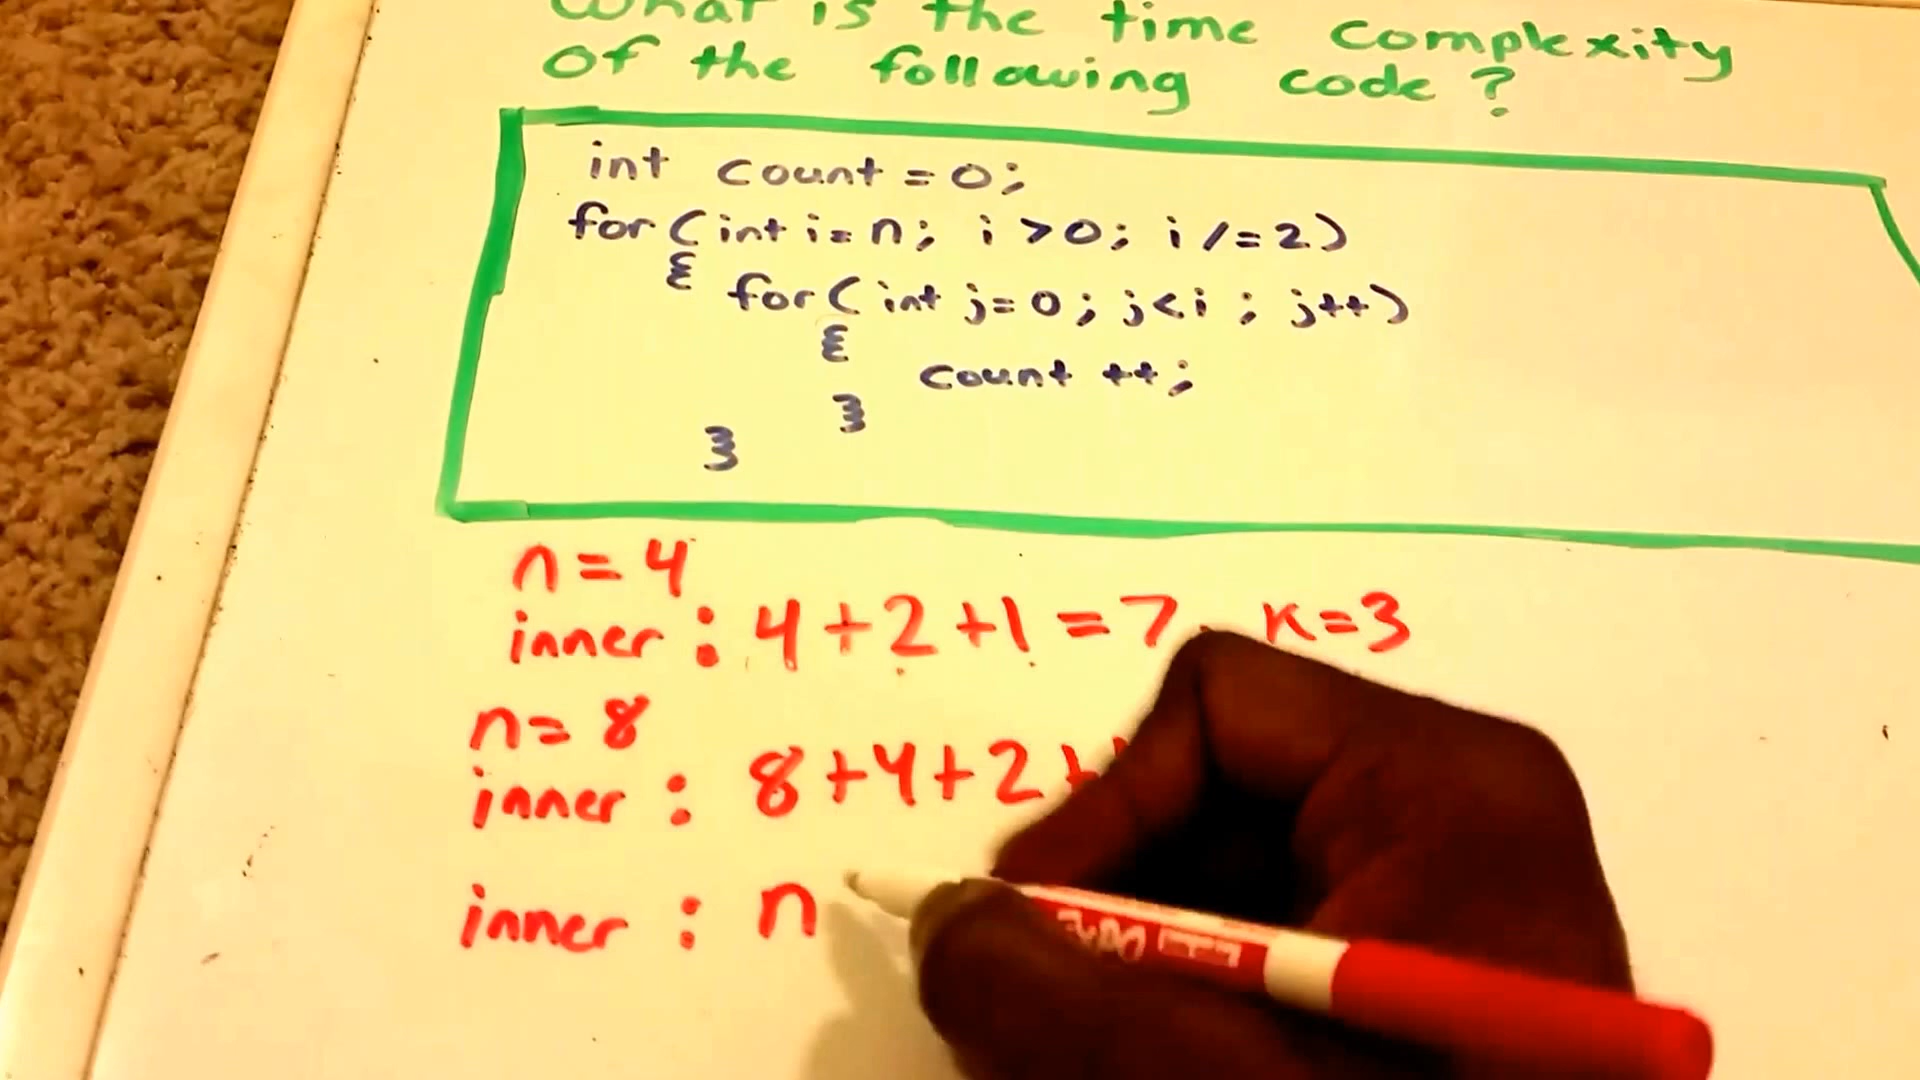 What is the time complexity
Of the following code?
int count = 0;
for (int i = n; i > 0; i /= 2)
{
for (int j = 0; j < i ; j++)
{
count ++;
}
}
n = 4
inner : 4 + 2 + 1 = 7 K = 3
n = 8
inner : 8 + 4 + 2 +
inner : n